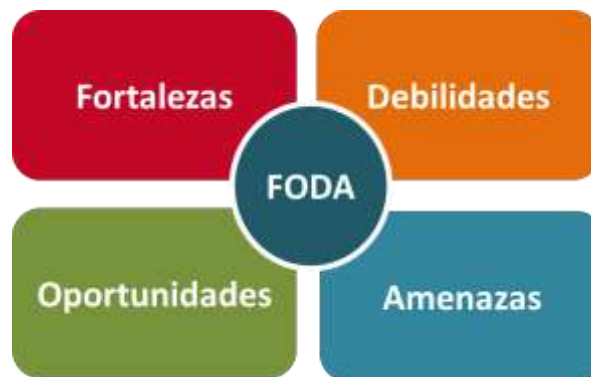 Fortalezas
Debilidades
FODA
Oportunidades
Amenazas